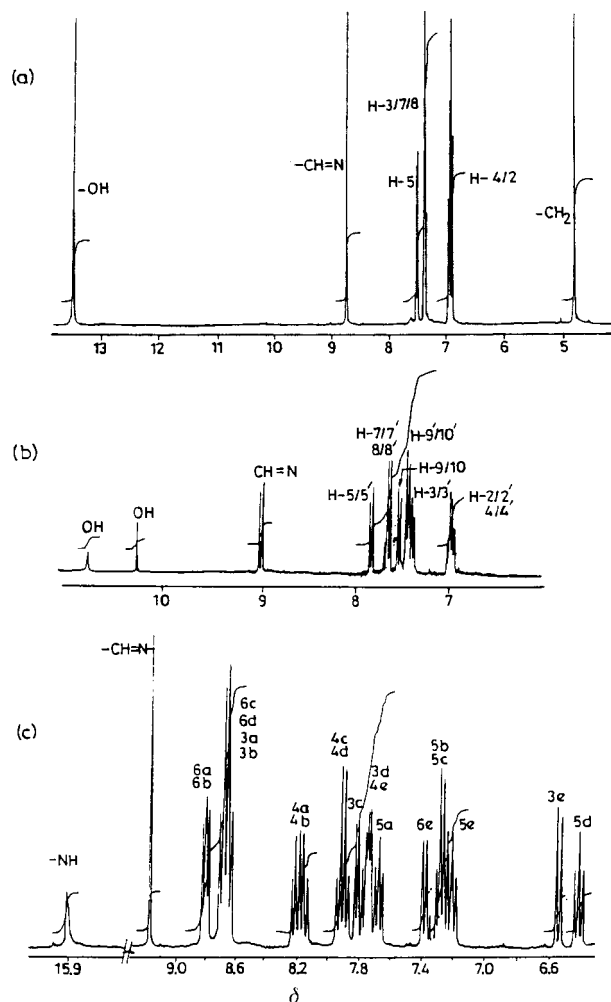 (a)
-OH
-CH=N
H-5
H-3/7/8
H-4/2
-CH2
13 12 11 10 9 8 7 6 5
(b)
OH
OH
CH=N
H-5/5'
H-7/7'
8/8'
H-9'/10'
H-9/10
H-3/3'
H-2/2'
4/4'
10 9 8 7
(c)
-NH
-CH=N-
6a
6b
6c
6d
3a
3b
4a
4b
4c
4d
3c
3d
4e
5a
6e
5b
5c
5e
3e
5d
15.9 9.0 8.6 8.2 7.8 7.4 7.0 6.6
δ